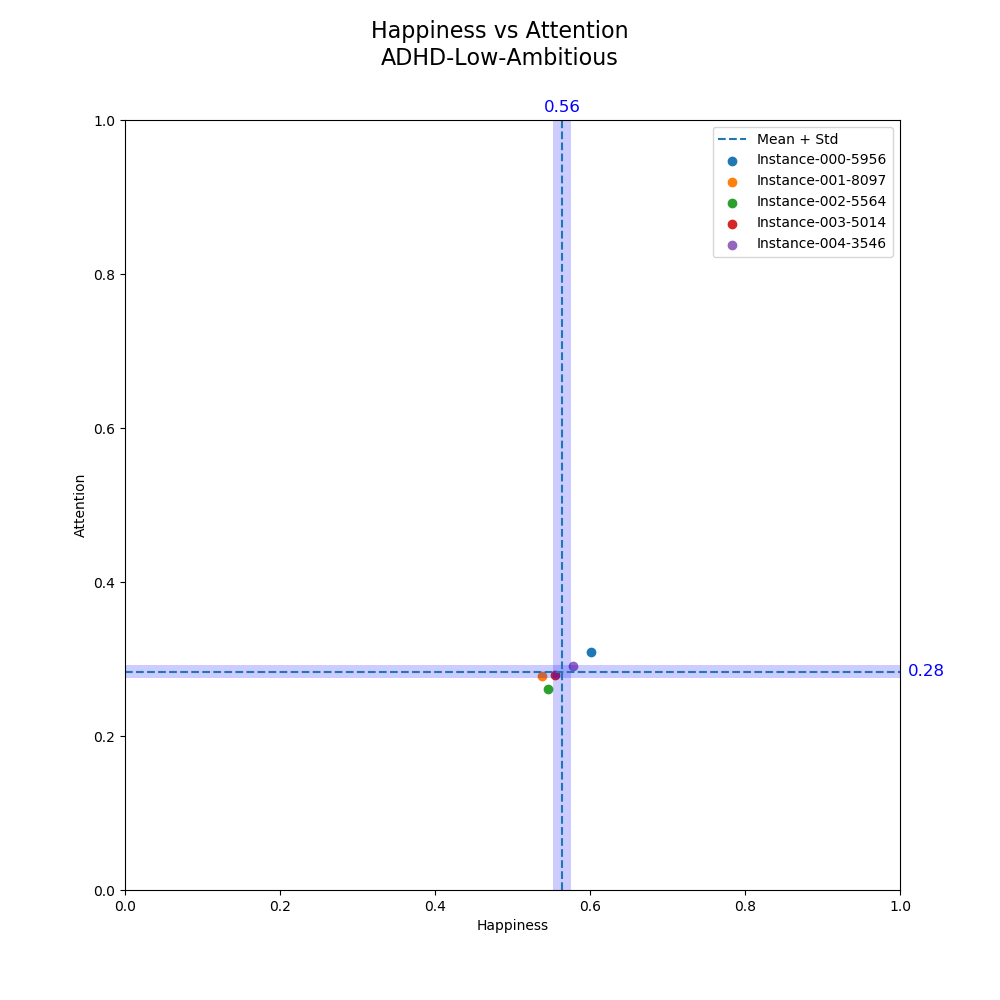 Happiness vs Attention
ADHD-Low-Ambitious
0.56
1.0
Mean + Std
Instance-000-5956
Instance-001-8097
Instance-002-5564
Instance-003-5014
Instance-004-3546
0.8
0.6
Attention
0.4
0.28
0.2
0.0
0.0 0.2 0.4 0.6 0.8 1.0
Happiness